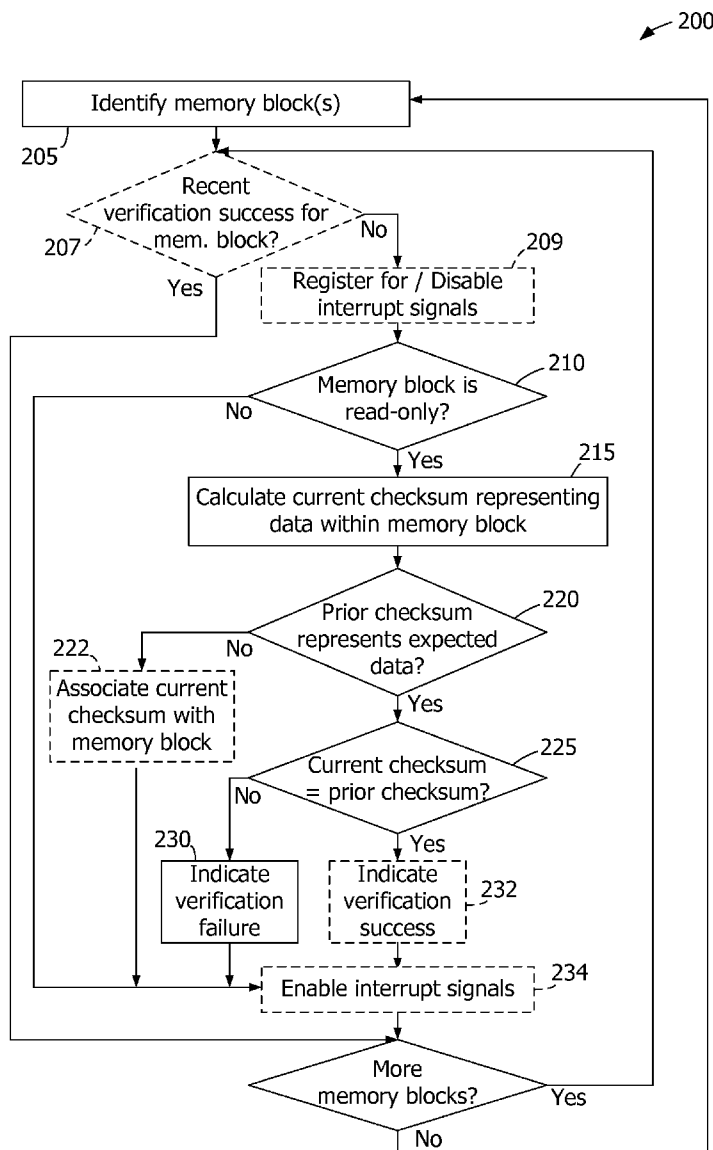 200
Identify memory block(s)
205
Recent
verification success for
mem. block?
207
No
Yes
209
Register for / Disable
interrupt signals
210
Memory block is
read-only?
No
Yes
215
Calculate current checksum representing
data within memory block
220
Prior checksum
represents expected
data?
No
Yes
222
Associate current
checksum with
memory block
225
Current checksum
= prior checksum?
No
Yes
230
Indicate
verification
failure
Indicate
verification
success
232
Enable interrupt signals
234
More
memory blocks?
Yes
No